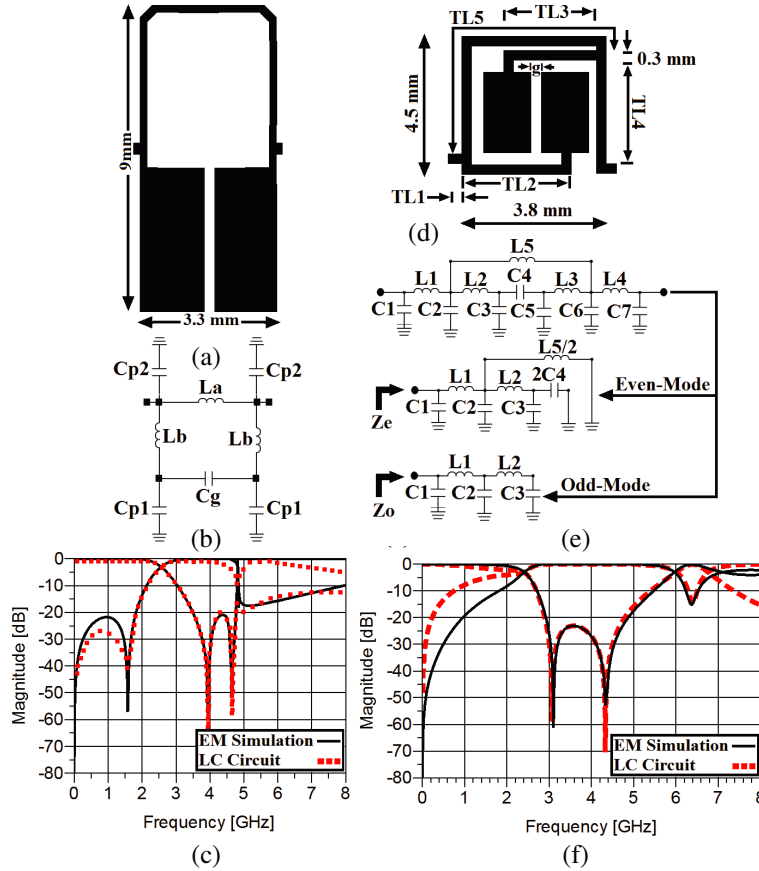 9mm
3.3 mm
(a)
TL5
TL3
g
0.3 mm
4.5 mm
TL4
TL1
TL2
3.8 mm
(d)
Cp2
Cp2
La
Lb
Lb
Cg
Cp1
Cp1
(b)
L5
L1
L2
C4
L3
L4
C1
C2
C3
C5
C6
C7
L5/2
L1
L2
2C4
C1
C2
C3
Ze
Even-Mode
L1
L2
C1
C2
C3
Zo
Odd-Mode
(e)
Magnitude [dB]
0
-10
-20
-30
-40
-50
-60
-70
-80
EM Simulation
LC Circuit
0 1 2 3 4 5 6 7 8
Frequency [GHz]
(c)
Magnitude [dB]
0
-10
-20
-30
-40
-50
-60
-70
-80
EM Simulation
LC Circuit
0 1 2 3 4 5 6 7 8
Frequency [GHz]
(f)